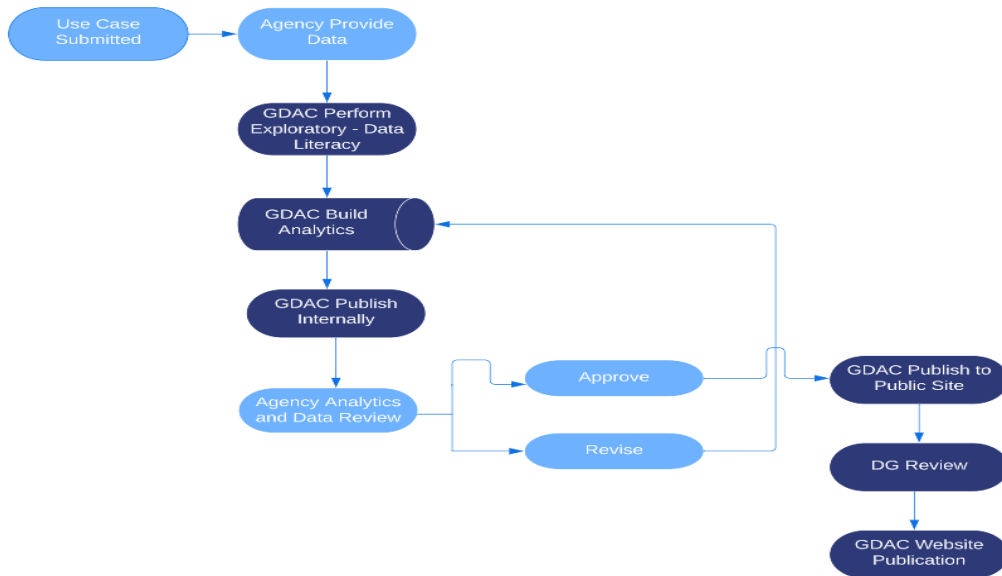 Use Case
Submitted
Agency Provide
Data
GDAC Perform
Exploratory - Data
Literacy
GDAC Build
Analytics
GDAC Publish
Internally
Agency Analytics
and Data Review
Approve
Revise
GDAC Publish to
Public Site
DG Review
GDAC Website
Publication